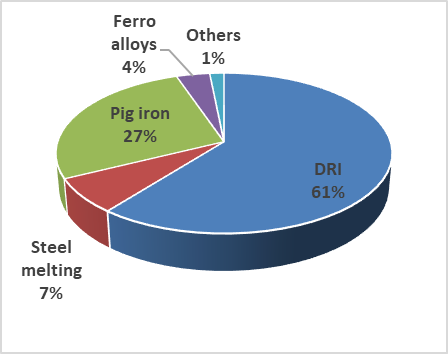 Ferro
alloys
4%
Others
1%
Pig iron
27%
DRI
61%
Steel
melting
7%